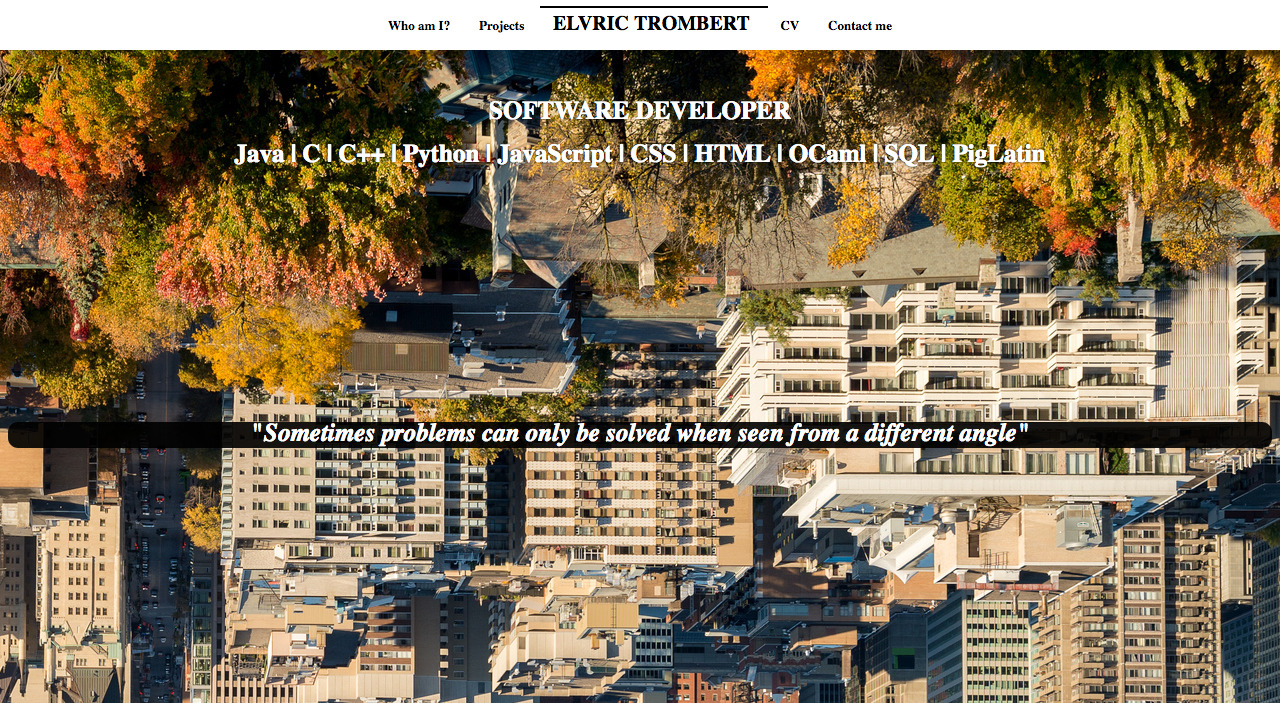 Who am I? Projects ELVRIC TROMBERT CV Contact me
SOFTWARE DEVELOPER
Java | C | C++ | Python | JavaScript | CSS | HTML | OCaml | SQL | PigLatin
"Sometimes problems can only be solved when seen from a different angle"